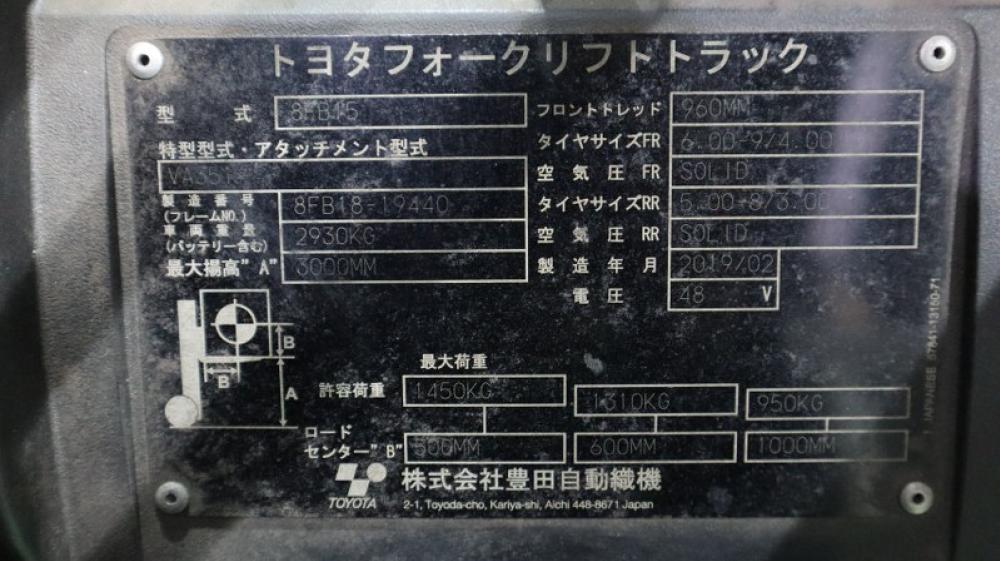 トヨタフォークリフトトラック
型 式 8FB15
特型型式・アタッチメント型式
製造番号 (フレームNO.) 8FB18-19440
車両重量 (バッテリー含む) 2930KG
最大揚高"A" 3000MM
フロントトレッド 960MM
タイヤサイズFR 6.00-9/4.00
空 気 圧 FR SOLID
タイヤサイズRR 5.00-8/3.00
空 気 圧 RR SOLID
製 造 年 月 2019/02
電 圧 48 V
B
B
A
最大荷重
許容荷重 1450KG 1310KG 950KG
ロード
センター"B" 500MM 600MM 1000MM
TOYOTA
株式会社豊田自動織機
2-1, Toyoda-cho, Kariya-shi, Aichi 448-8671 Japan
JAPANESE